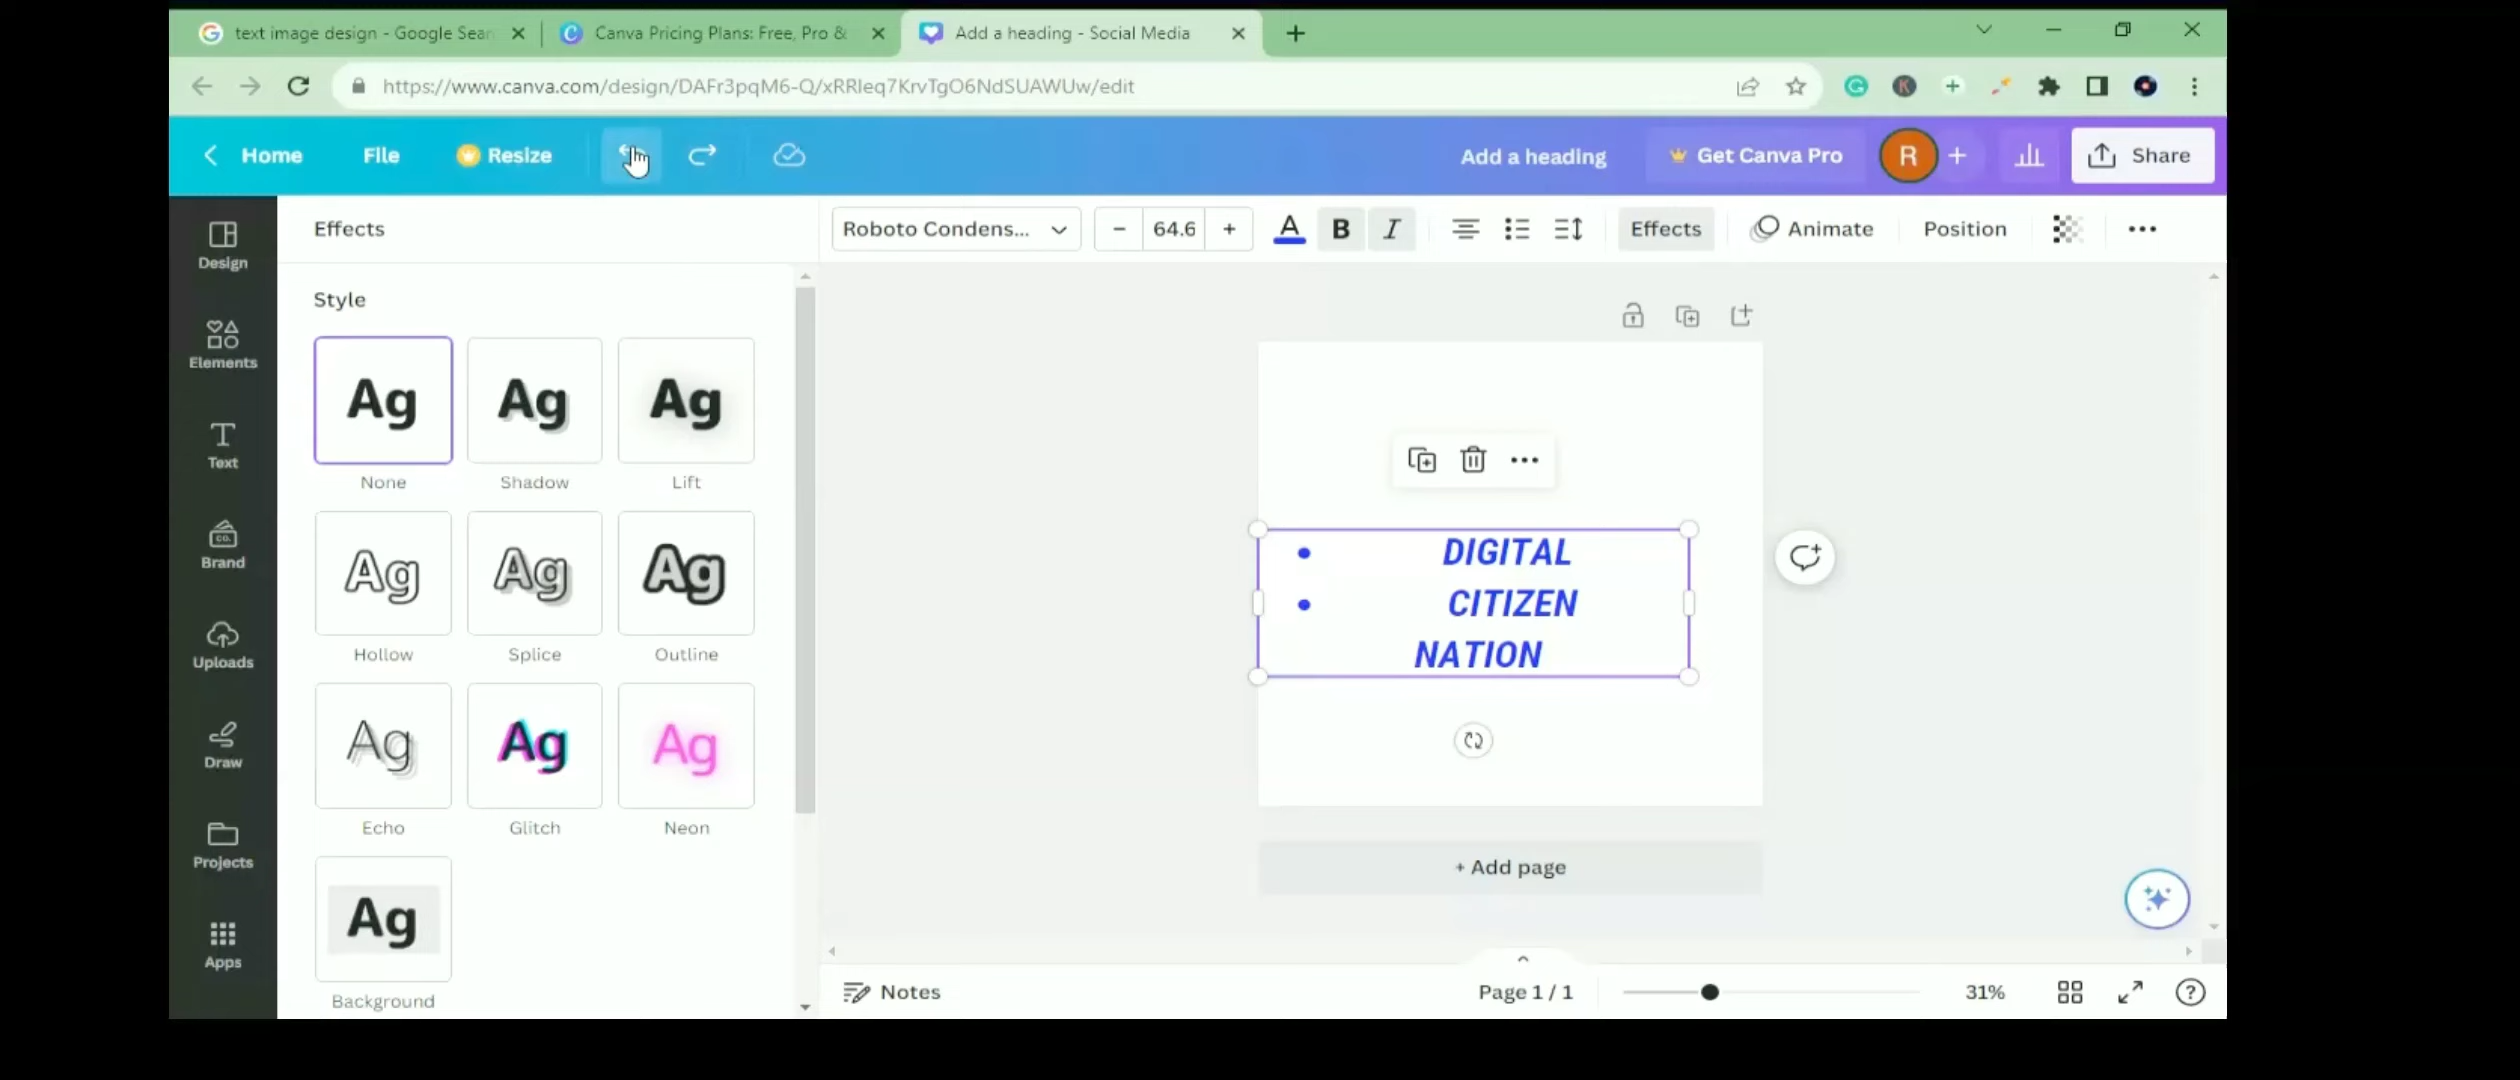 text image design - Google Sear
Canva Pricing Plans: Free, Pro &
Add a heading - Social Media
https://www.canva.com/design/DAFr3pqM6-Q/xRRleq7KrvTgO6NdSUAWUw/edit
Home File Resize Add a heading Get Canva Pro R + Share
Effects
Roboto Condens... − 64.6 + A B I Effects Animate Position
Design
Elements
Text
Brand
Uploads
Draw
Projects
Apps
Style
Ag Ag Ag
None Shadow Lift
Ag Ag Ag
Hollow Splice Outline
Ag Ag Ag
Echo Glitch Neon
Ag
Background
• DIGITAL
• CITIZEN
NATION
+ Add page
Notes Page 1 / 1 31% ?